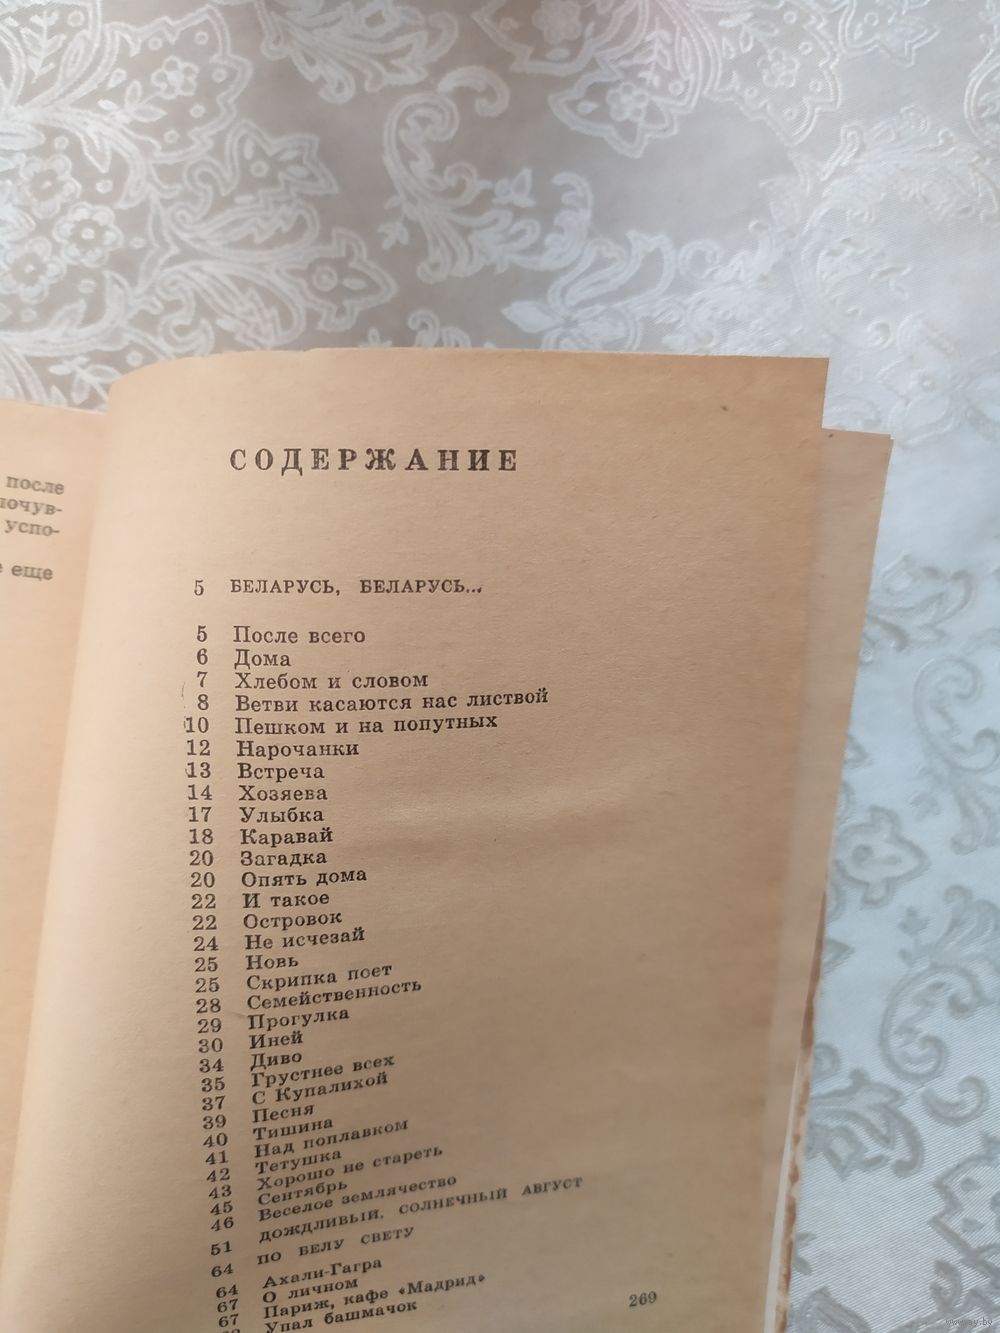 после
почув-
успо-
е еще
СОДЕРЖАНИЕ
5 БЕЛАРУСЬ, БЕЛАРУСЬ...
5 После всего
6 Дома
7 Хлебом и словом
8 Ветви касаются нас листвой
10 Пешком и на попутных
12 Нарочанки
13 Встреча
14 Хозяева
17 Улыбка
18 Каравай
20 Загадка
20 Опять дома
22 И такое
22 Островок
24 Не исчезай
25 Новь
25 Скрипка поет
28 Семейственность
29 Прогулка
30 Иней
34 Диво
35 Грустнее всех
37 С Купалихой
39 Песня
40 Тишина
41 Над поплавком
42 Тетушка
43 Хорошо не стареть
45 Сентябрь
46 Веселое землячество
51 ДОЖДЛИВЫЙ, СОЛНЕЧНЫЙ АВГУСТ
64 ПО БЕЛУ СВЕТУ
64 Ахали-Гагра
67 О личном
67 Париж, кафе «Мадрид»
Упал башмачок
269
www.ay.by